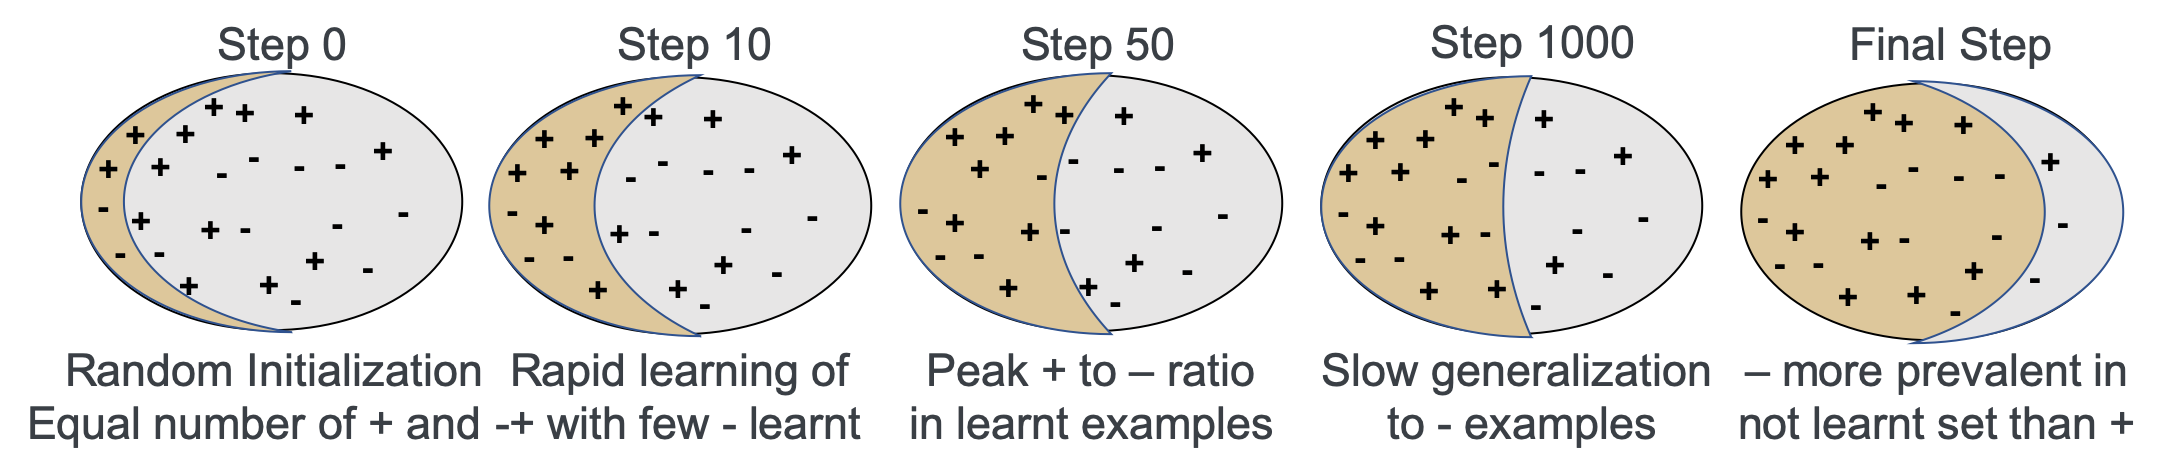 Step 0
Step 10
Step 50
Step 1000
Final Step
Random Initialization
Equal number of + and -
Rapid learning of
+ with few - learnt
Peak + to – ratio
in learnt examples
Slow generalization
to - examples
– more prevalent in
not learnt set than +